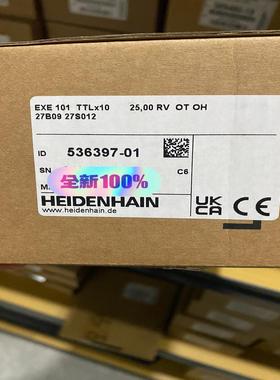 EXE 101 TTLx10 25,00 RV OT OH
27B09 27S012
ID 536397-01
SN C6
全新100%
HEIDENHAIN
www.heidenhain.de
UK
CA CE